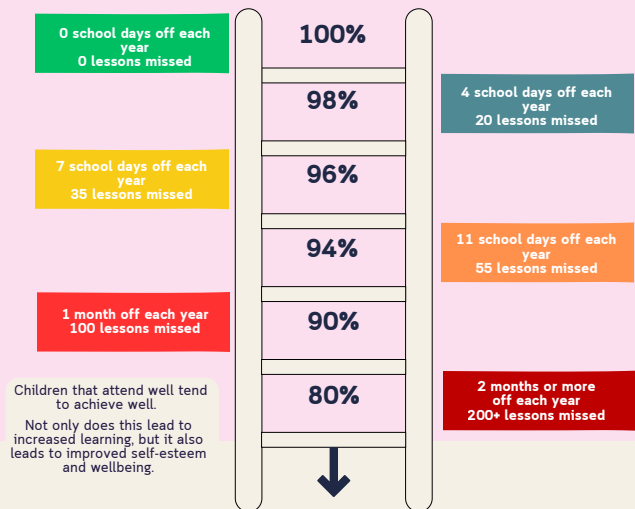 0 school days off each
year
0 lessons missed
100%
98%
4 school days off each
year
20 lessons missed
7 school days off each
year
35 lessons missed
96%
94%
11 school days off each
year
55 lessons missed
1 month off each year
100 lessons missed
90%
80%
2 months or more
off each year
200+ lessons missed
Children that attend well tend
to achieve well.
Not only does this lead to
increased learning, but it also
leads to improved self-esteem
and wellbeing.